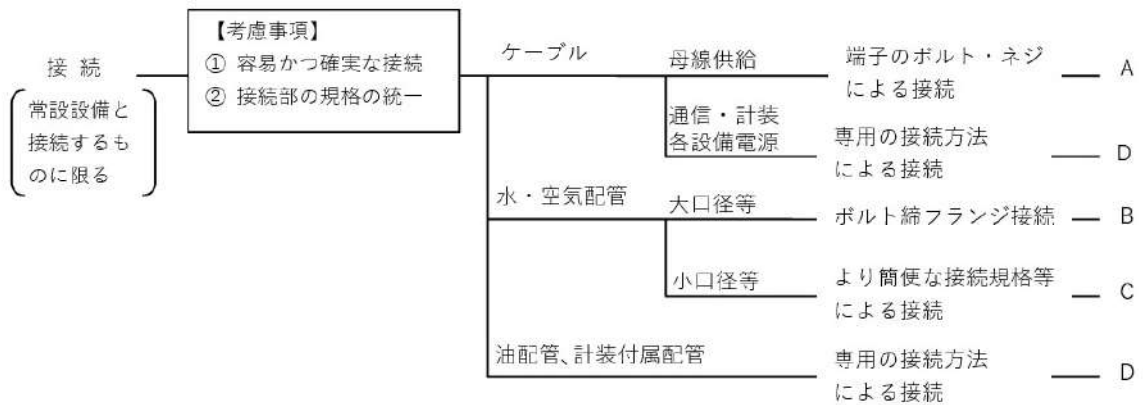 接続
常設設備と
接続するも
のに限る
【考慮事項】
① 容易かつ確実な接続
② 接続部の規格の統一
ケーブル
母線供給
端子のボルト・ネジ
による接続
A
通信・計装
各設備電源
専用の接続方法
による接続
D
水・空気配管
大口径等
ボルト締フランジ接続
B
小口径等
より簡便な接続規格等
による接続
C
油配管、計装付属配管
専用の接続方法
による接続
D